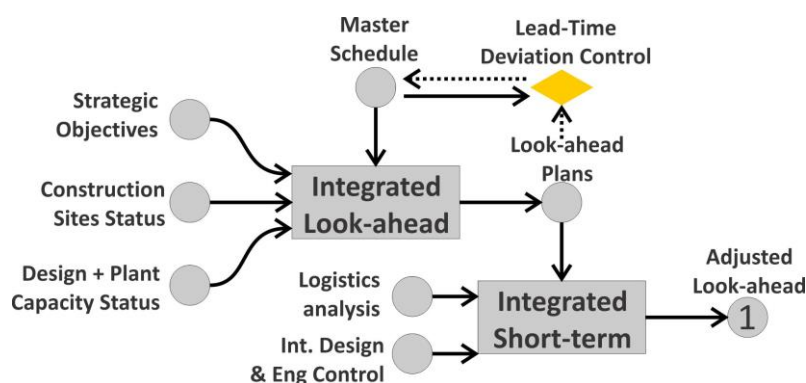 Master
Schedule
Lead-Time
Deviation Control
Strategic
Objectives
Look-ahead
Plans
Integrated
Look-ahead
Construction
Sites Status
Design + Plant
Capacity Status
Logistics
analysis
Integrated
Short-term
Adjusted
Look-ahead
1
Int. Design
& Eng Control